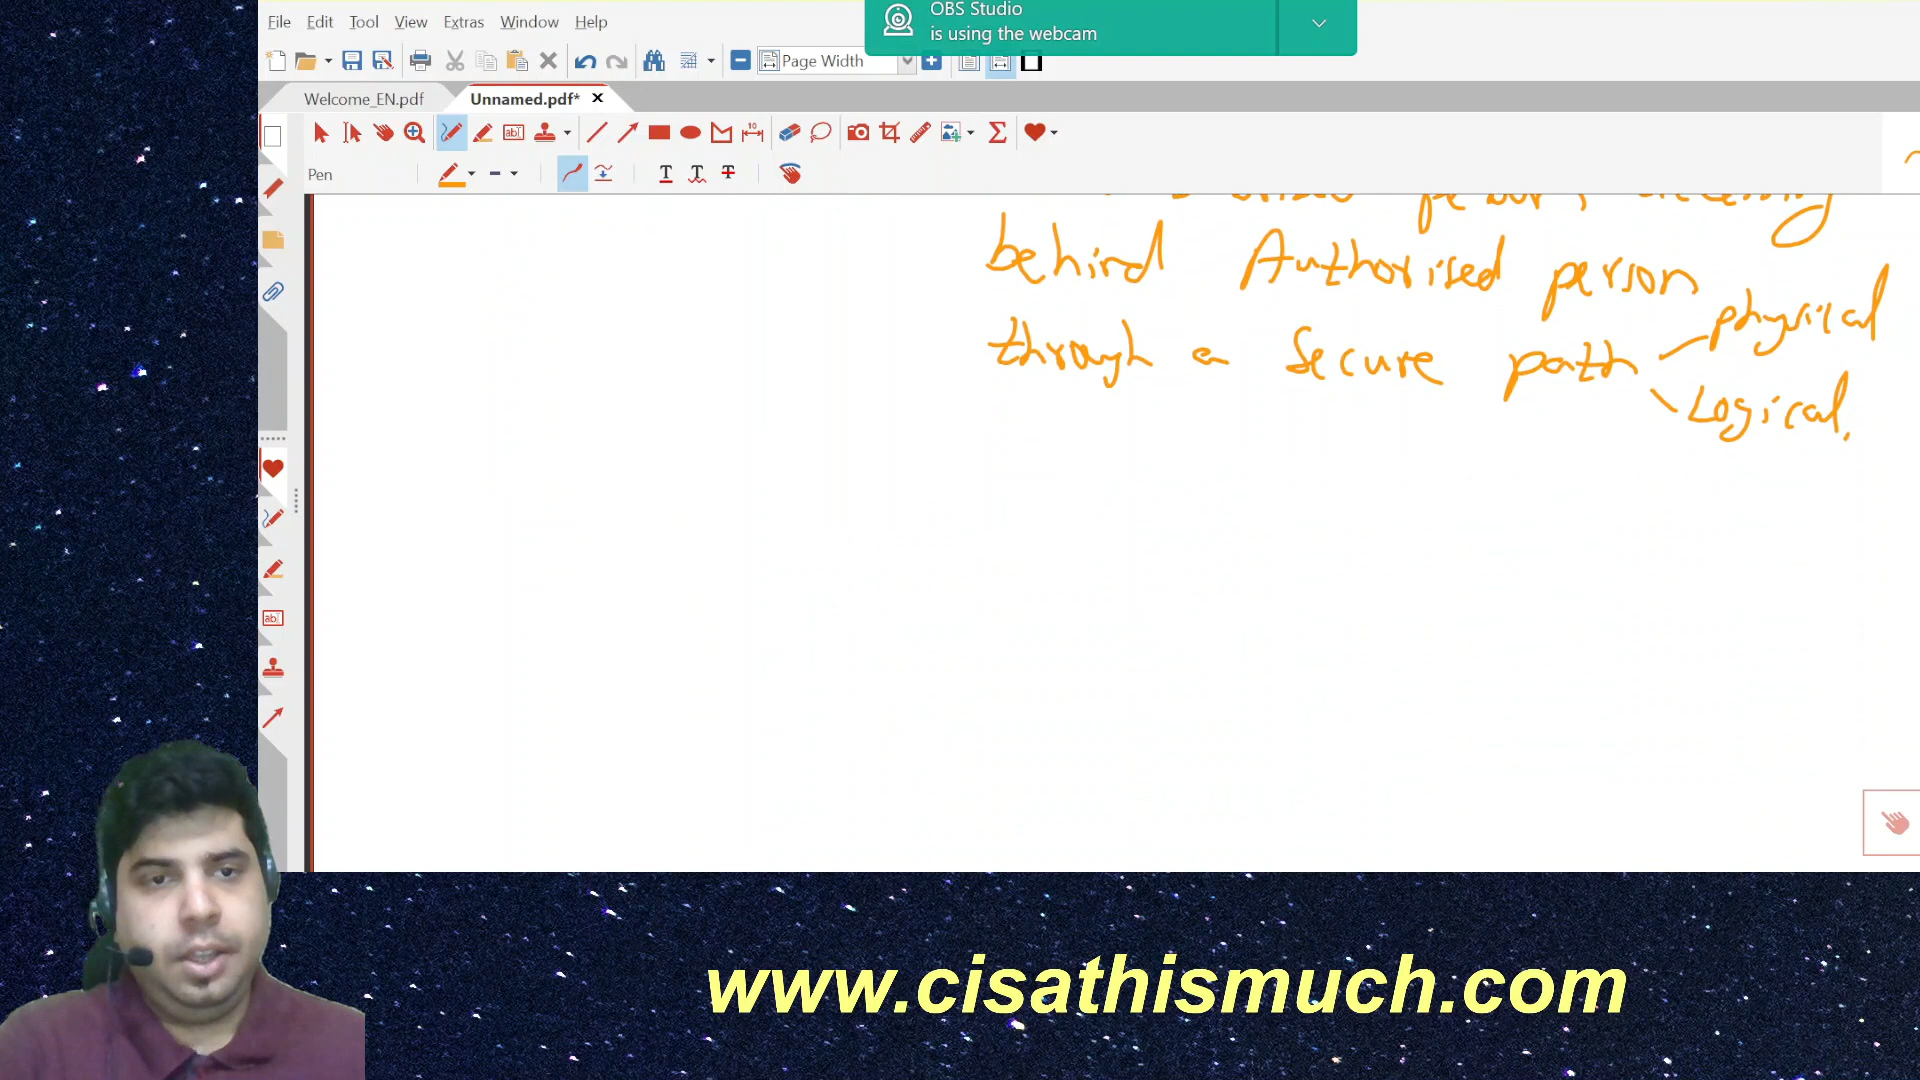 OBS Studio
is using the webcam
File Edit Tool View Extras Window Help
Page Width
Welcome_EN.pdf Unnamed.pdf*
Pen
behind Authorised person
through a secure path
physical
Logical.
www.cisathismuch.com